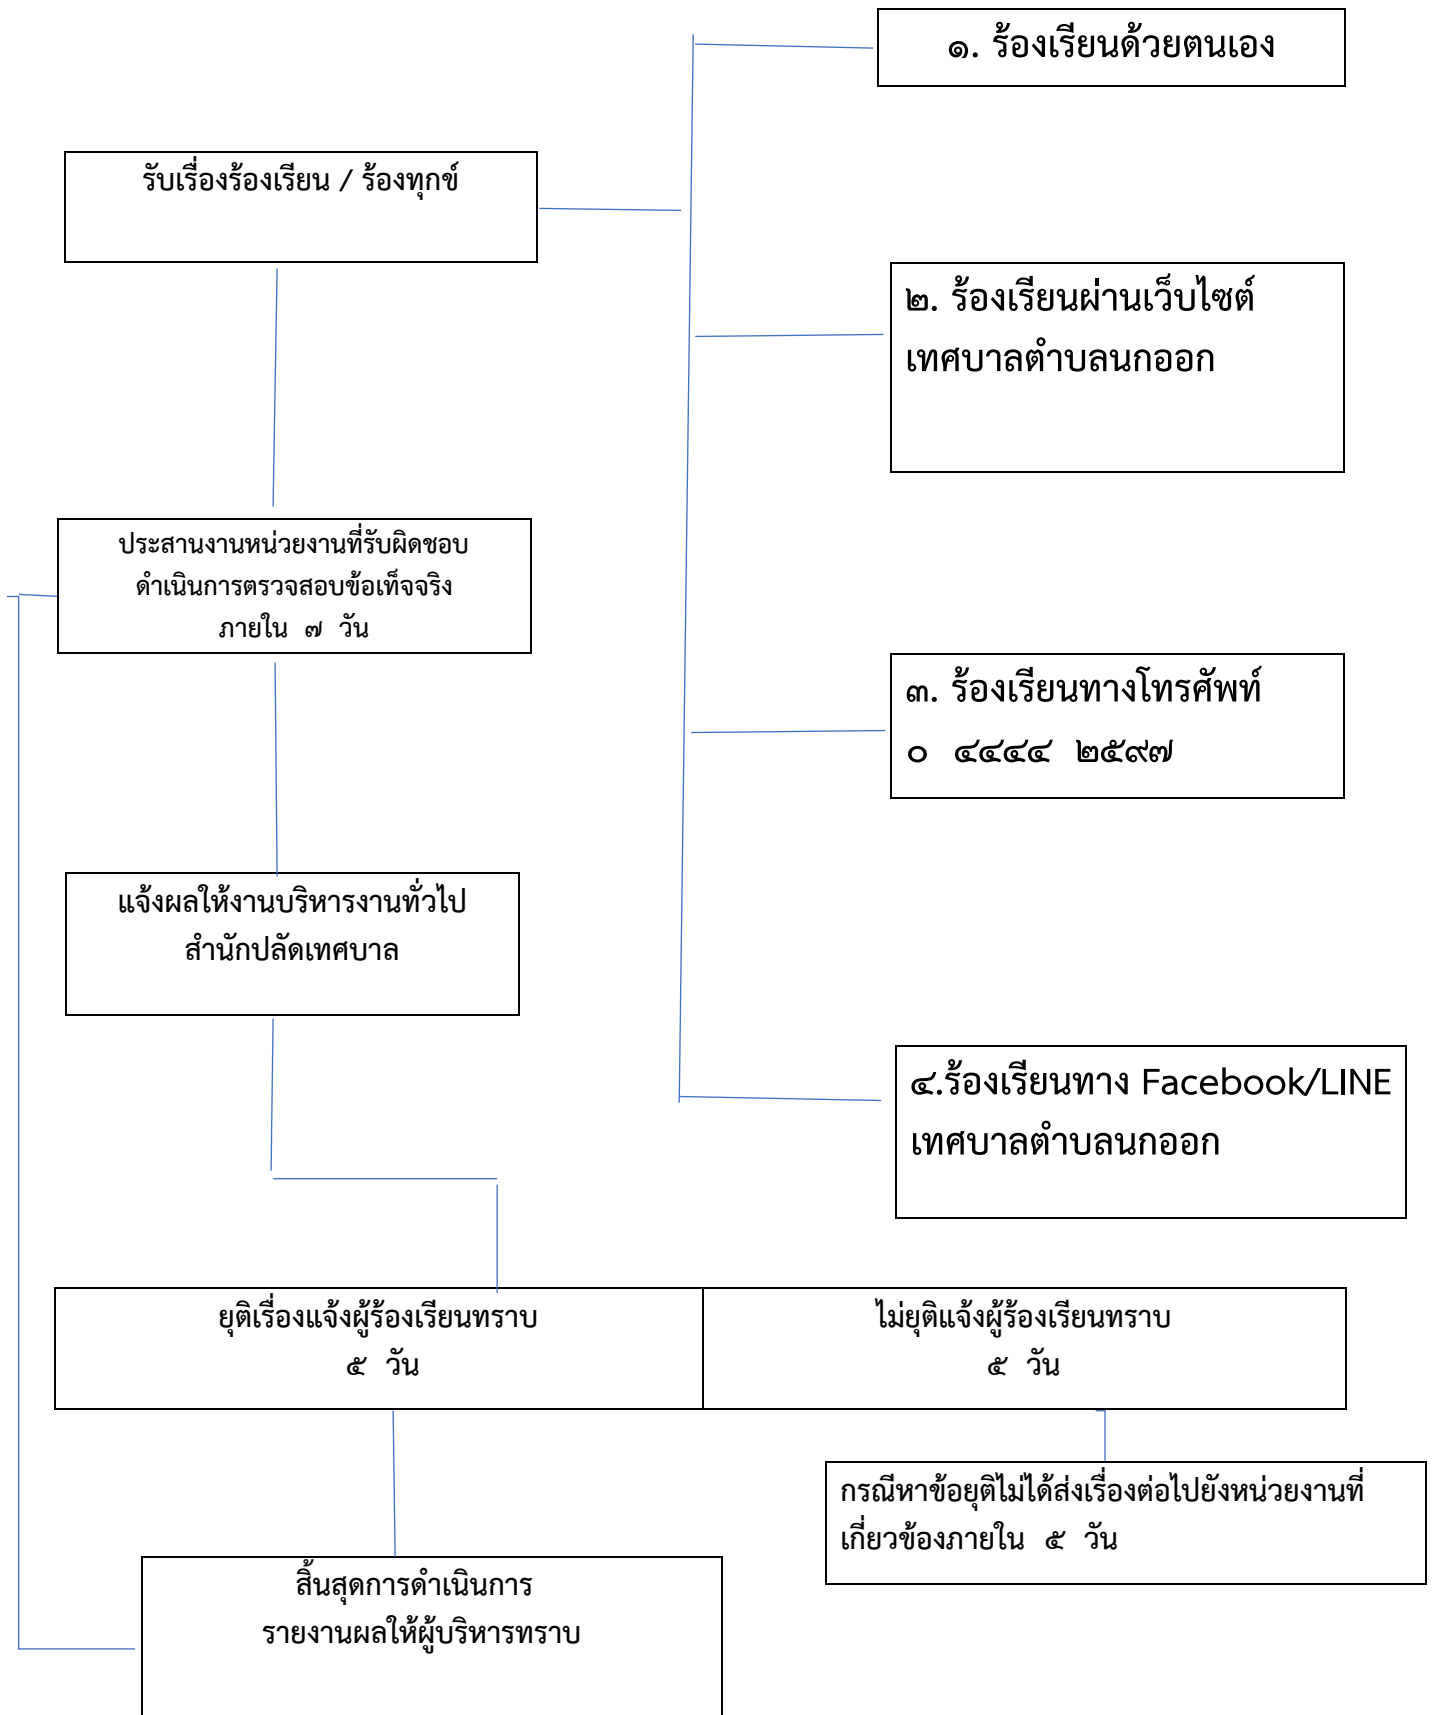 ๑. ร้องเรียนด้วยตนเอง
รับเรื่องร้องเรียน / ร้องทุกข์
๒. ร้องเรียนผ่านเว็บไซต์
เทศบาลตำบลนกออก
ประสานงานหน่วยงานที่รับผิดชอบ
ดำเนินการตรวจสอบข้อเท็จจริง
ภายใน ๗ วัน
๓. ร้องเรียนทางโทรศัพท์
๐ ๔๔๔๔ ๒๕๙๗
แจ้งผลให้งานบริหารงานทั่วไป
สำนักปลัดเทศบาล
๔.ร้องเรียนทาง Facebook/LINE
เทศบาลตำบลนกออก
ยุติเรื่องแจ้งผู้ร้องเรียนทราบ
๕ วัน
ไม่ยุติแจ้งผู้ร้องเรียนทราบ
๕ วัน
กรณีหาข้อยุติไม่ได้ส่งเรื่องต่อไปยังหน่วยงานที่
เกี่ยวข้องภายใน ๕ วัน
สิ้นสุดการดำเนินการ
รายงานผลให้ผู้บริหารทราบ